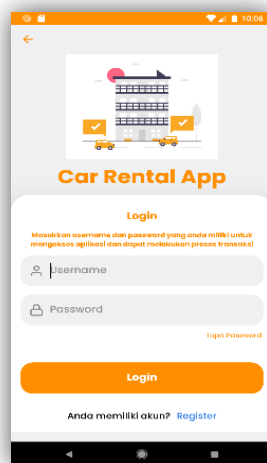 10:06
Car Rental App
Login
Masukkan username dan password yang anda miliki untuk
mengakses aplikasi dan dapat melakukan proses transaksi
Username
Password
Lupa Password
Login
Anda memiliki akun? Register